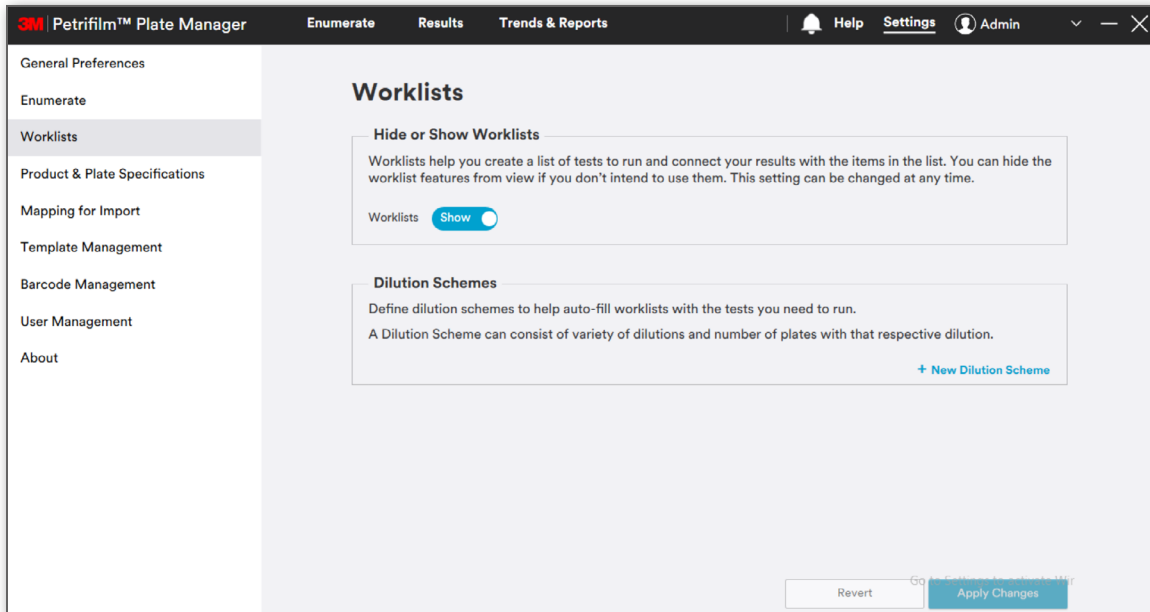 3M Petrifilm™ Plate Manager
Enumerate
Results
Trends & Reports
Help
Settings
Admin
General Preferences
Enumerate
Worklists
Product & Plate Specifications
Mapping for Import
Template Management
Barcode Management
User Management
About
Worklists
Hide or Show Worklists
Worklists help you create a list of tests to run and connect your results with the items in the list. You can hide the
worklist features from view if you don't intend to use them. This setting can be changed at any time.
Worklists
Show
Dilution Schemes
Define dilution schemes to help auto-fill worklists with the tests you need to run.
A Dilution Scheme can consist of variety of dilutions and number of plates with that respective dilution.
+ New Dilution Scheme
Go to Settings to activate Wir
Revert
Apply Changes